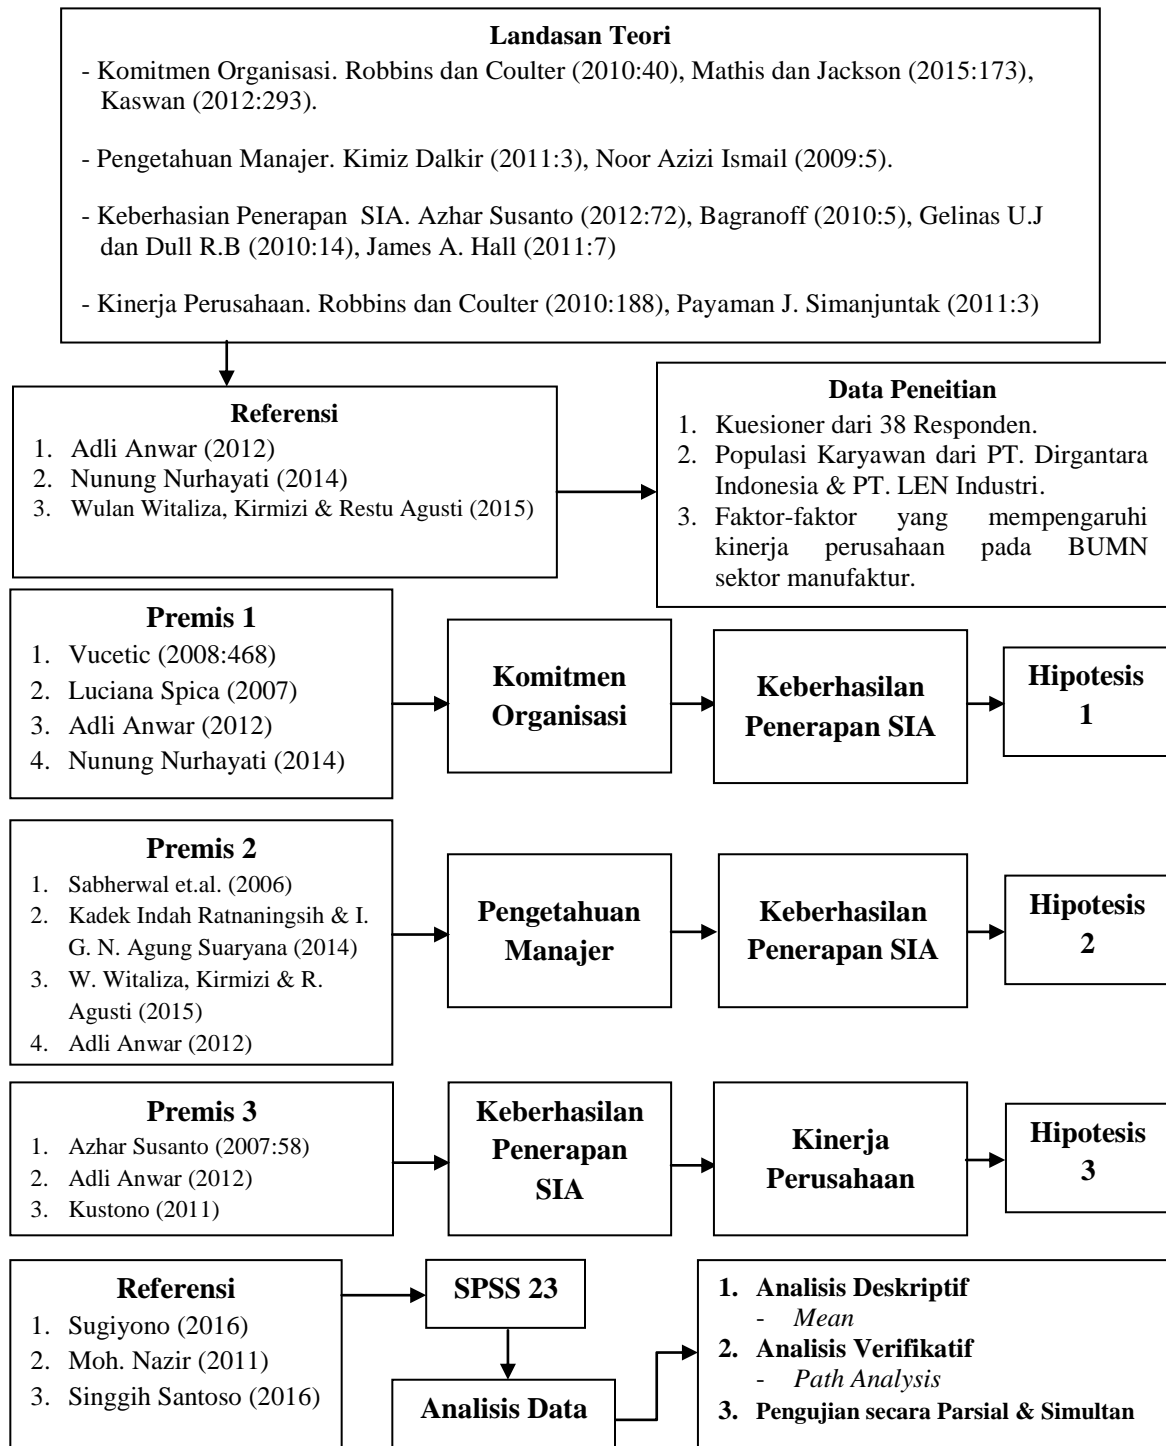 Landasan Teori
- Komitmen Organisasi. Robbins dan Coulter (2010:40), Mathis dan Jackson (2015:173),
Kaswan (2012:293).
- Pengetahuan Manajer. Kimiz Dalkir (2011:3), Noor Azizi Ismail (2009:5).
- Keberhasian Penerapan SIA. Azhar Susanto (2012:72), Bagranoff (2010:5), Gelinas U.J
dan Dull R.B (2010:14), James A. Hall (2011:7)
- Kinerja Perusahaan. Robbins dan Coulter (2010:188), Payaman J. Simanjuntak (2011:3)
Referensi
1. Adli Anwar (2012)
2. Nunung Nurhayati (2014)
3. Wulan Witaliza, Kirmizi & Restu Agusti (2015)
Data Peneitian
1. Kuesioner dari 38 Responden.
2. Populasi Karyawan dari PT. Dirgantara
Indonesia & PT. LEN Industri.
3. Faktor-faktor yang mempengaruhi
kinerja perusahaan pada BUMN
sektor manufaktur.
Premis 1
1. Vucetic (2008:468)
2. Luciana Spica (2007)
3. Adli Anwar (2012)
4. Nunung Nurhayati (2014)
Komitmen
Organisasi
Keberhasilan
Penerapan SIA
Hipotesis
1
Premis 2
1. Sabherwal et.al. (2006)
2. Kadek Indah Ratnaningsih & I.
G. N. Agung Suaryana (2014)
3. W. Witaliza, Kirmizi & R.
Agusti (2015)
4. Adli Anwar (2012)
Pengetahuan
Manajer
Keberhasilan
Penerapan SIA
Hipotesis
2
Premis 3
1. Azhar Susanto (2007:58)
2. Adli Anwar (2012)
3. Kustono (2011)
Keberhasilan
Penerapan
SIA
Kinerja
Perusahaan
Hipotesis
3
Referensi
1. Sugiyono (2016)
2. Moh. Nazir (2011)
3. Singgih Santoso (2016)
SPSS 23
Analisis Data
1. Analisis Deskriptif
- Mean
2. Analisis Verifikatif
- Path Analysis
3. Pengujian secara Parsial & Simultan